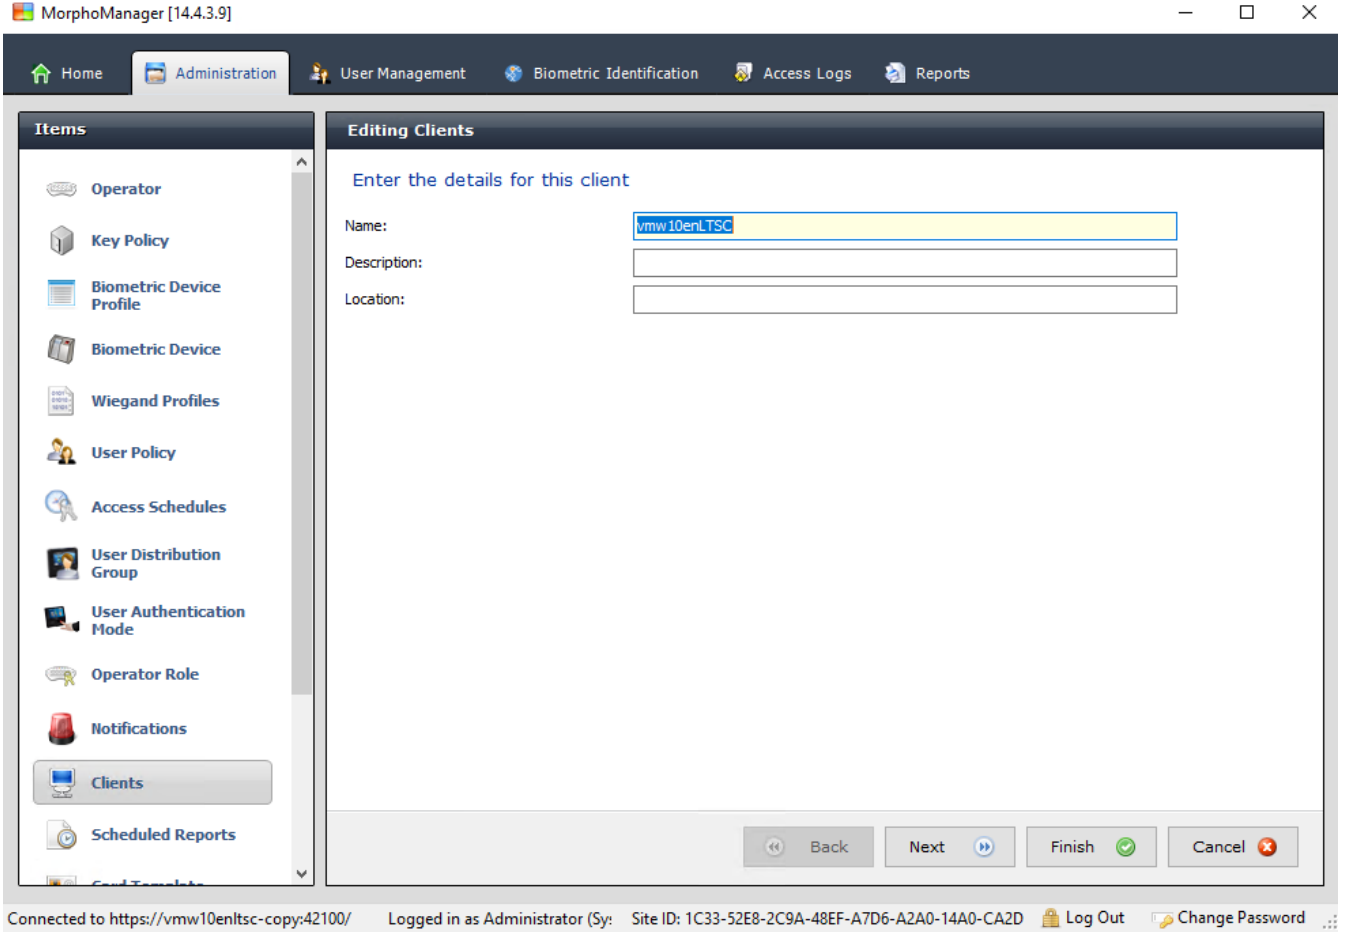 MorphoManager [14.4.3.9]
Home Administration User Management Biometric Identification Access Logs Reports
Items
Operator
Key Policy
Biometric Device
Profile
Biometric Device
Wiegand Profiles
User Policy
Access Schedules
User Distribution
Group
User Authentication
Mode
Operator Role
Notifications
Clients
Scheduled Reports
Card Template
Editing Clients
Enter the details for this client
Name: vmw10enLTSC
Description:
Location:
Back Next Finish Cancel
Connected to https://vmw10enltsc-copy:42100/ Logged in as Administrator (Sy: Site ID: 1C33-52E8-2C9A-48EF-A7D6-A2A0-14A0-CA2D Log Out Change Password